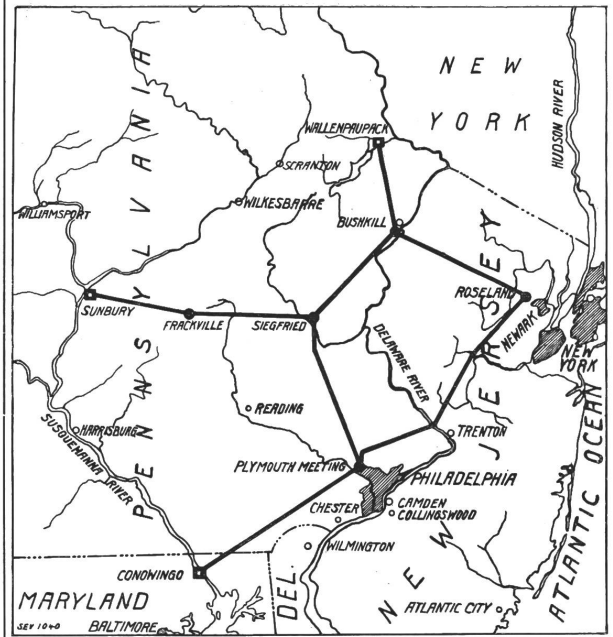 NEW
YORK
HUDSON RIVER
PENNSYLVANIA
WALLENPAUPACK
SCRANTON
WILKESBARRE
WILLIAMSPORT
BUSHKILL
SUNBURY
FRACKVILLE
SIEGFRIED
ROSELAND
NEWARK
NEW
YORK
NEW JERSEY
DELAWARE RIVER
READING
HARRISBURG
SUSQUEHANNA
RIVER
TRENTON
PLYMOUTH MEETING
PHILADELPHIA
CAMDEN
COLLINGSWOOD
CHESTER
WILMINGTON
CONOWINGO
MARYLAND
DEL.
BALTIMORE
ATLANTIC CITY
ATLANTIC OCEAN
SEV 1040